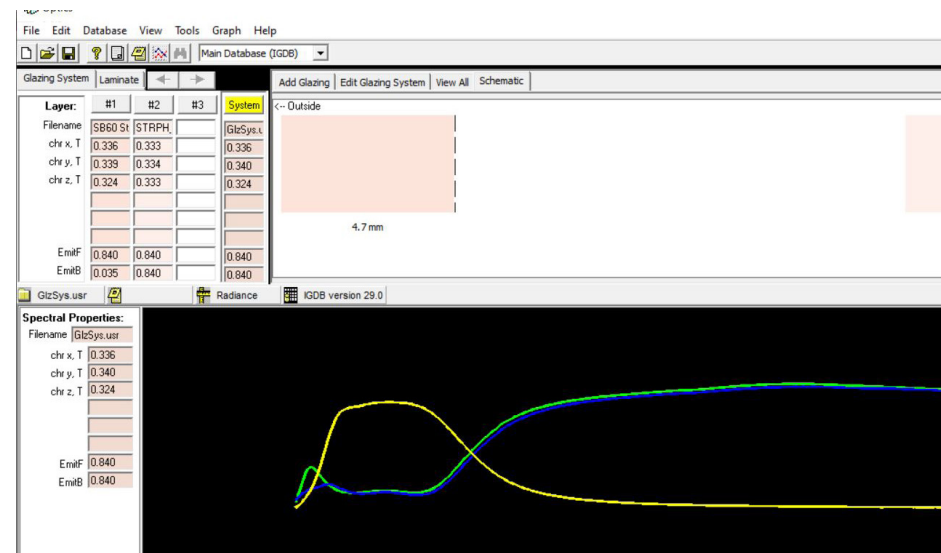 File Edit Database View Tools Graph Help
Main Database (IGDB)
Glazing System Laminate
Add Glazing Edit Glazing System View All Schematic
Layer: #1 #2 #3 System
<-- Outside
Filename SB60 St STRPH_ GlzSys.u
chr x, T 0.336 0.333 0.336
chr y, T 0.339 0.334 0.340
chr z, T 0.324 0.333 0.324
4.7 mm
EmitF 0.840 0.840 0.840
EmitB 0.035 0.840 0.840
GlzSys.usr Radiance IGDB version 29.0
Spectral Properties:
Filename GlzSys.usr
chr x, T 0.336
chr y, T 0.340
chr z, T 0.324
EmitF 0.840
EmitB 0.840